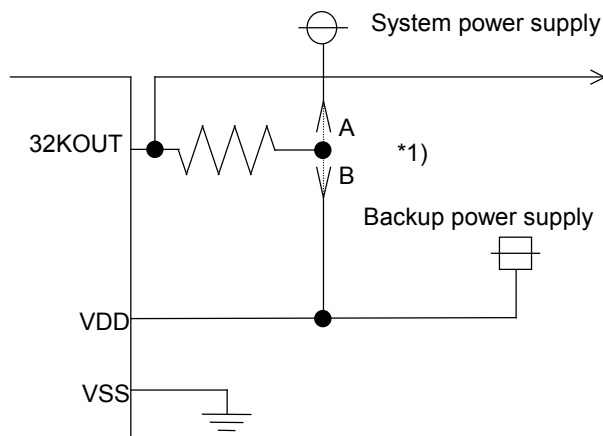 System power supply
A
32KOUT
*1)
B
Backup power supply
VDD
VSS